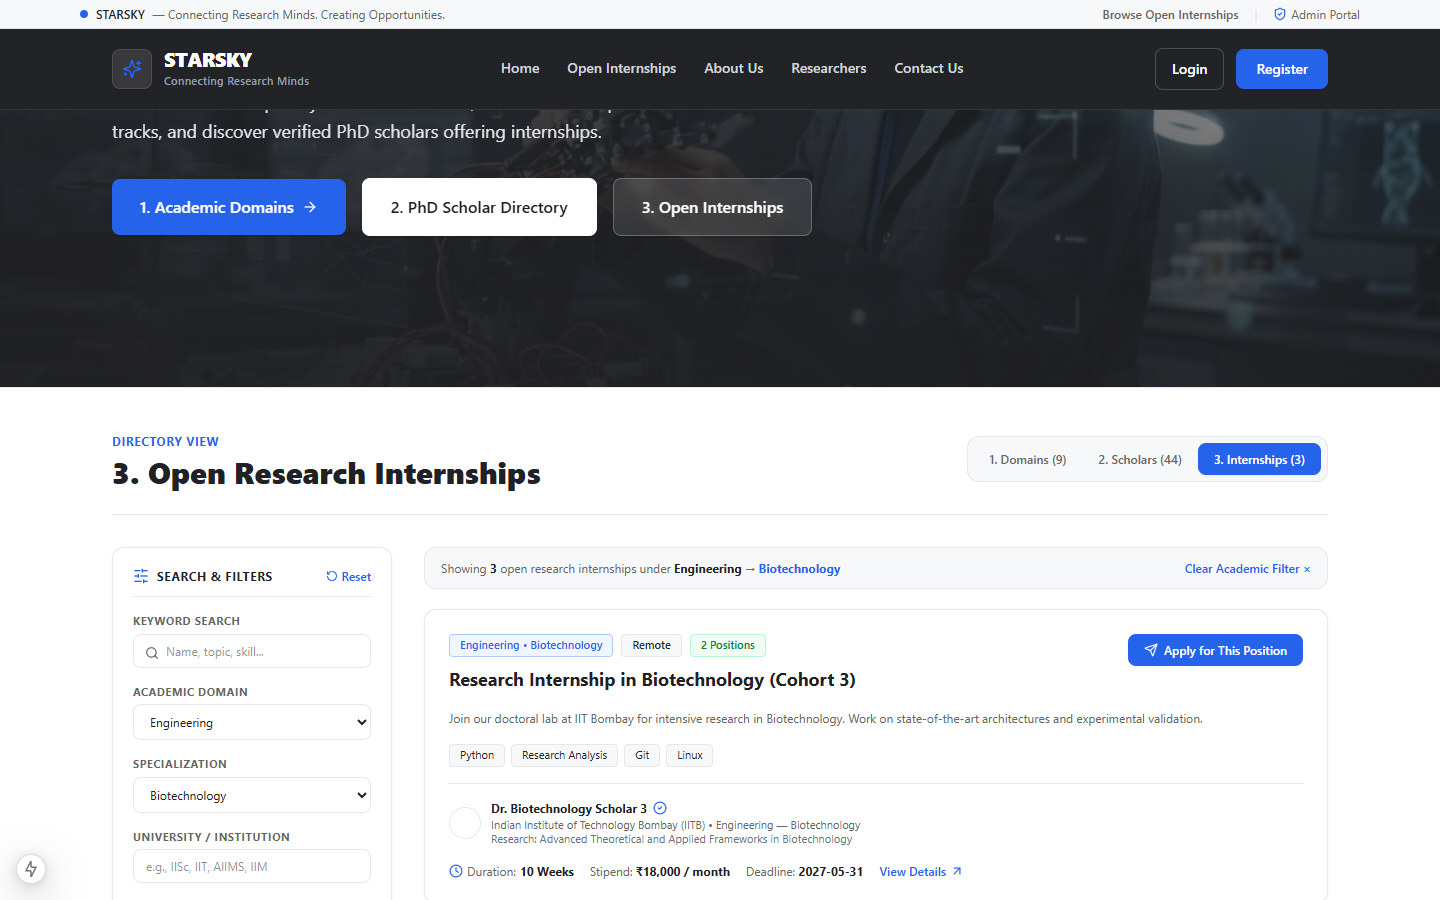 STARSKY — Connecting Research Minds. Creating Opportunities.
Browse Open Internships | Admin Portal
STARSKY
Connecting Research Minds
Home
Open Internships
About Us
Researchers
Contact Us
Login
Register
tracks, and discover verified PhD scholars offering internships.
1. Academic Domains →
2. PhD Scholar Directory
3. Open Internships
DIRECTORY VIEW
3. Open Research Internships
1. Domains (9)
2. Scholars (44)
3. Internships (3)
SEARCH & FILTERS
Reset
KEYWORD SEARCH
Name, topic, skill...
ACADEMIC DOMAIN
Engineering
SPECIALIZATION
Biotechnology
UNIVERSITY / INSTITUTION
e.g., IISc, IIT, AIIMS, IIM
Showing 3 open research internships under Engineering → Biotechnology
Clear Academic Filter ×
Engineering • Biotechnology
Remote
2 Positions
Apply for This Position
Research Internship in Biotechnology (Cohort 3)
Join our doctoral lab at IIT Bombay for intensive research in Biotechnology. Work on state-of-the-art architectures and experimental validation.
Python
Research Analysis
Git
Linux
Dr. Biotechnology Scholar 3
Indian Institute of Technology Bombay (IITB) • Engineering — Biotechnology
Research: Advanced Theoretical and Applied Frameworks in Biotechnology
Duration: 10 Weeks
Stipend: ₹18,000 / month
Deadline: 2027-05-31
View Details